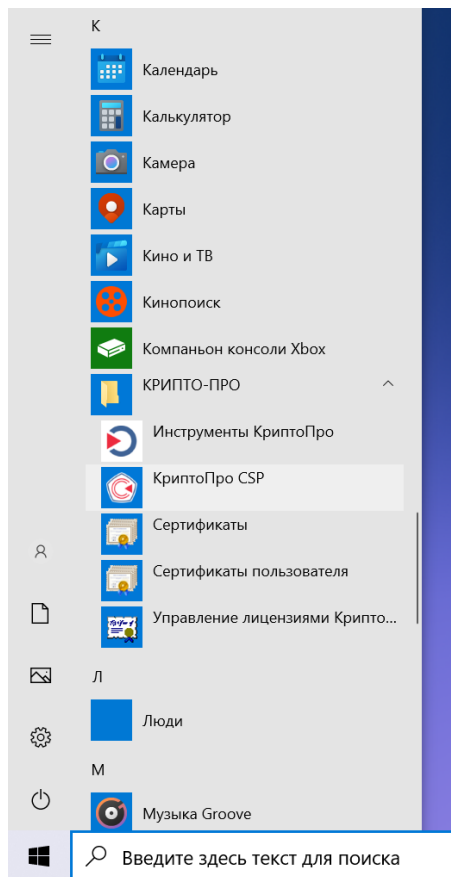 К
Календарь
Калькулятор
Камера
Карты
Кино и ТВ
Кинопоиск
Компаньон консоли Xbox
КРИПТО-ПРО
Инструменты КриптоПро
КриптоПро CSP
Сертификаты
Сертификаты пользователя
Управление лицензиями Крипто...
Л
Люди
М
Музыка Groove
Введите здесь текст для поиска